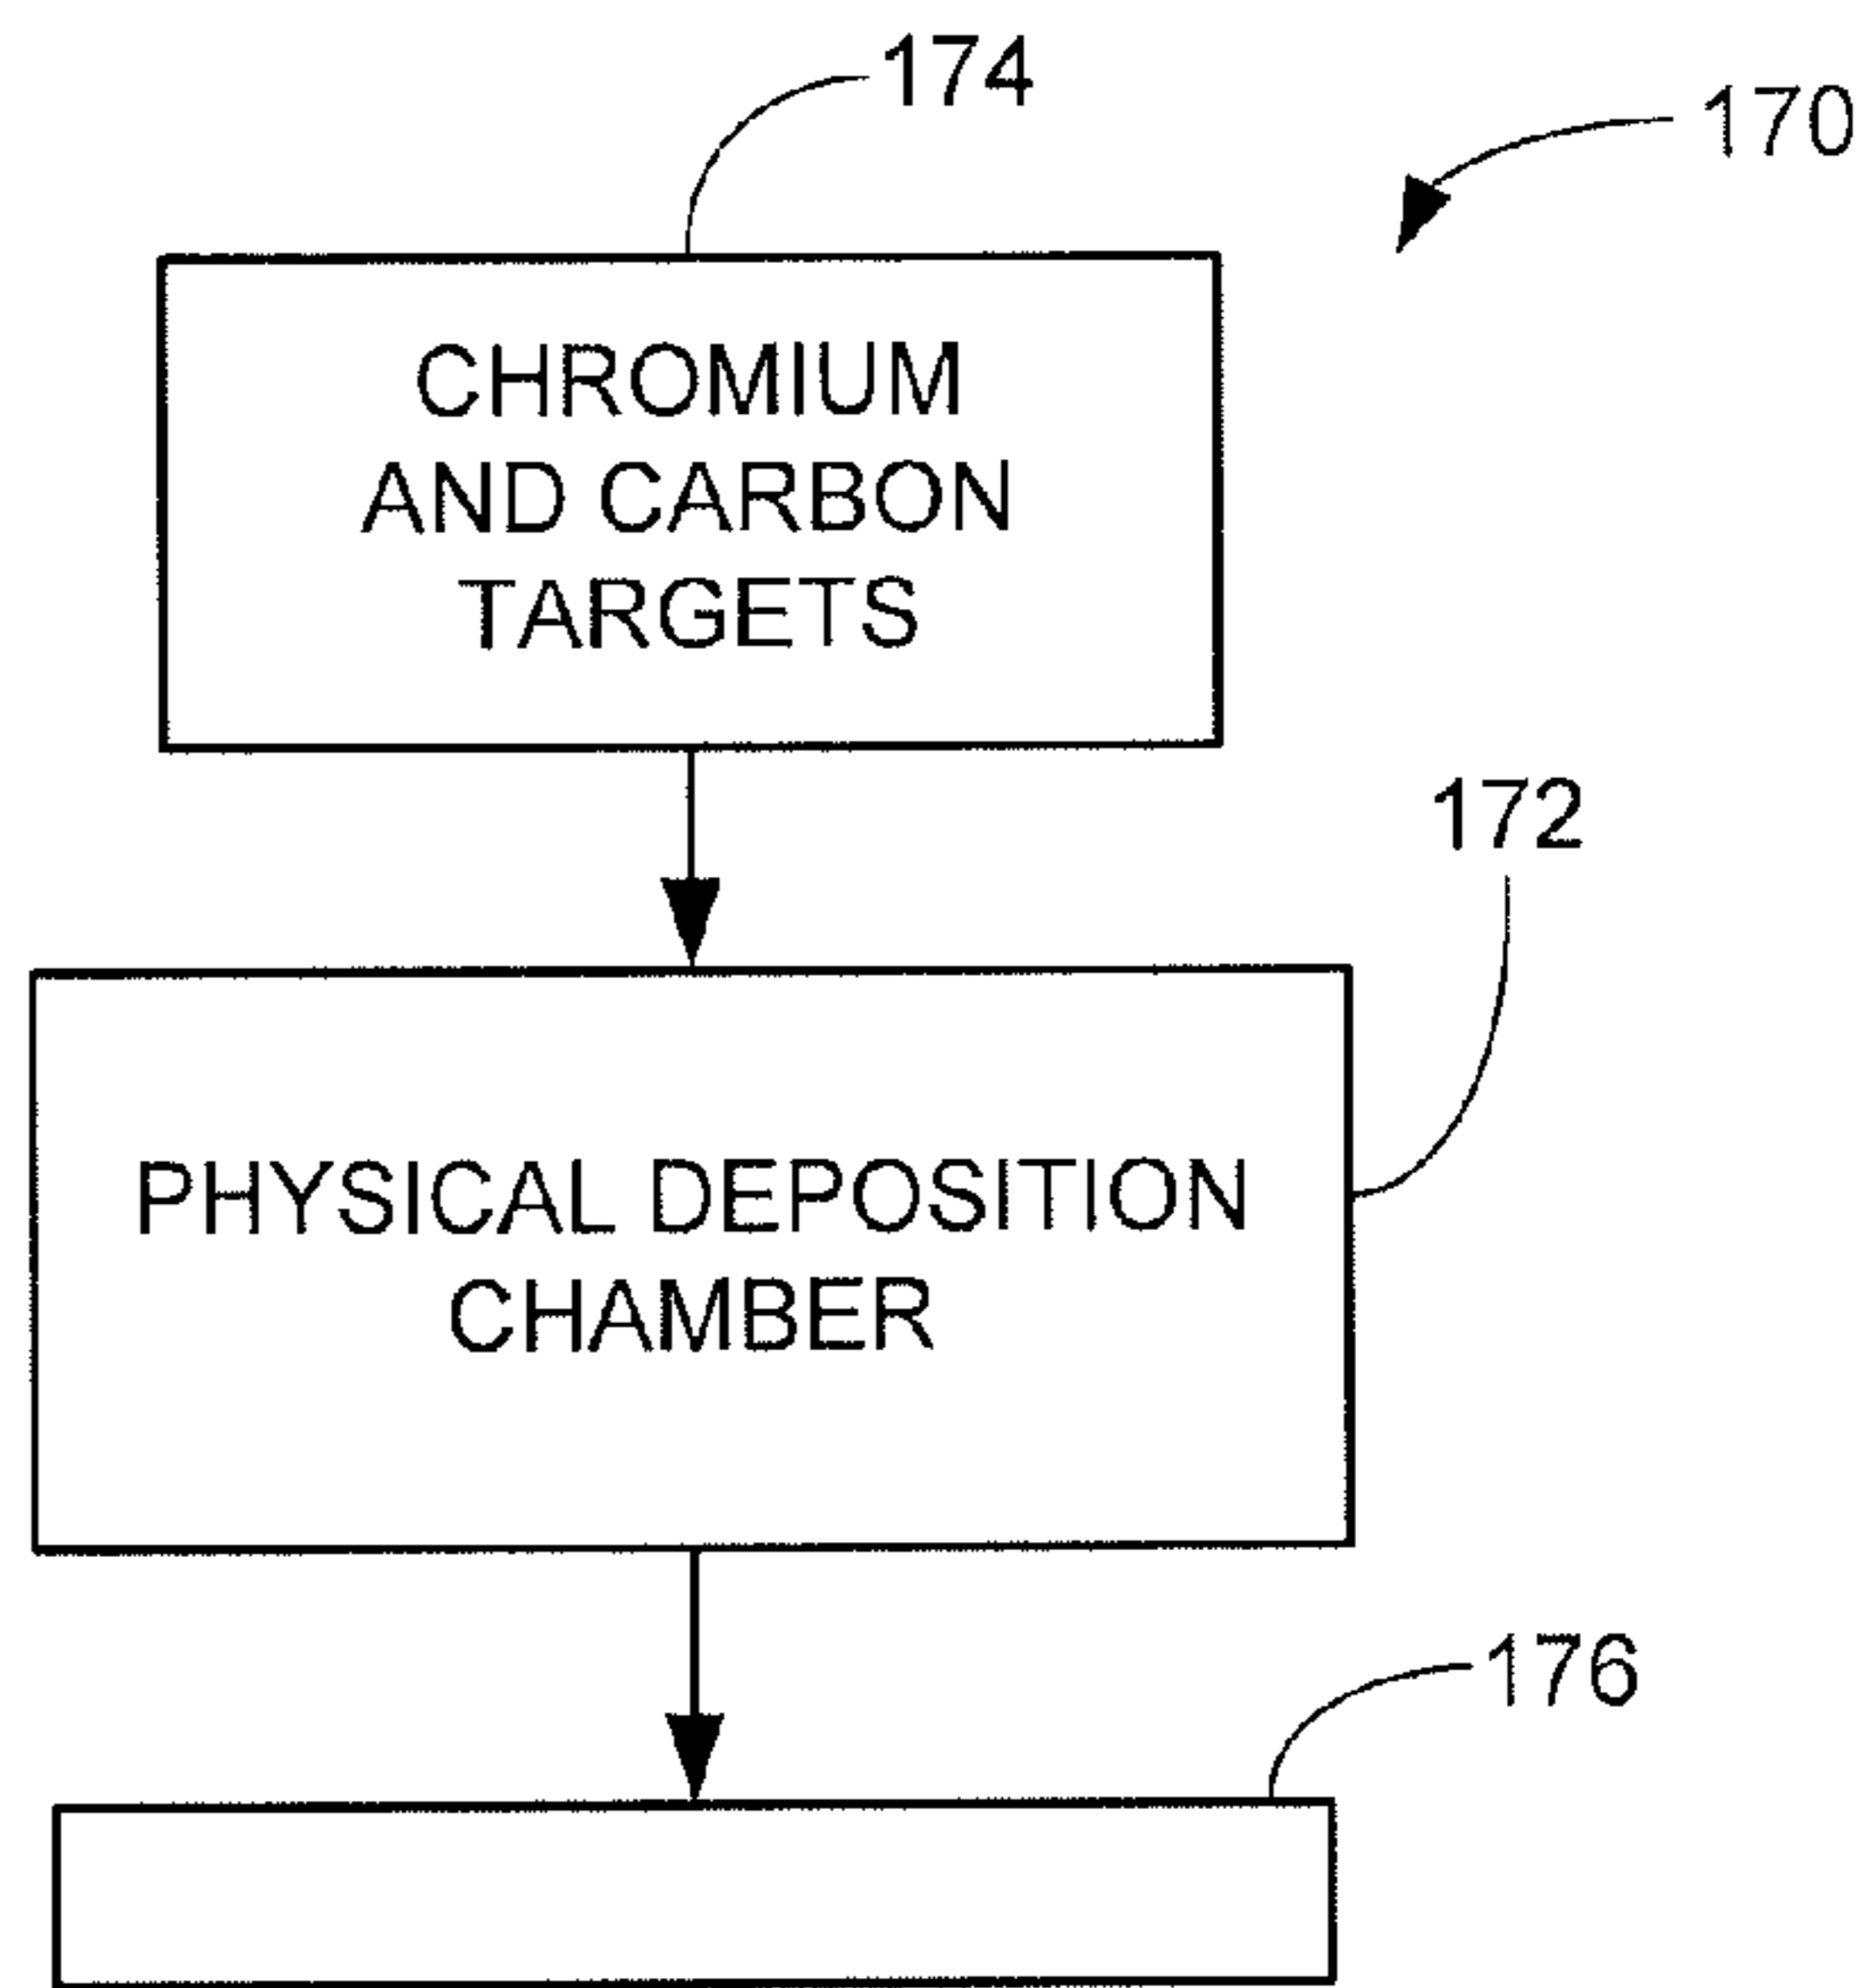 174
170
CHROMIUM
AND CARBON
TARGETS
172
PHYSICAL DEPOSITION
CHAMBER
176